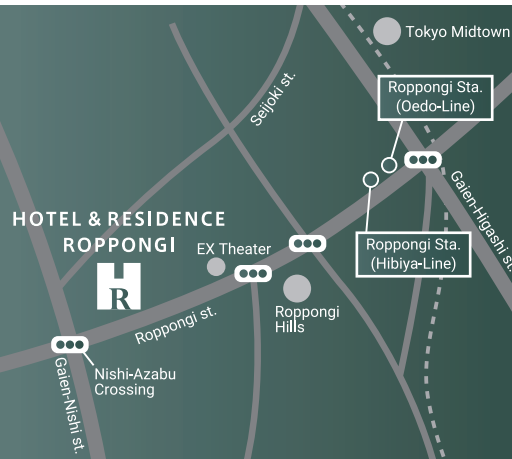 Tokyo Midtown
Roppongi Sta.
(Oedo-Line)
Seijoki st.
Gaien-Higashi st.
HOTEL & RESIDENCE
ROPPONGI
HR
EX Theater
Roppongi Sta.
(Hibiya-Line)
Roppongi
Hills
Roppongi st.
Nishi-Azabu
Crossing
Gaien-Nishi st.